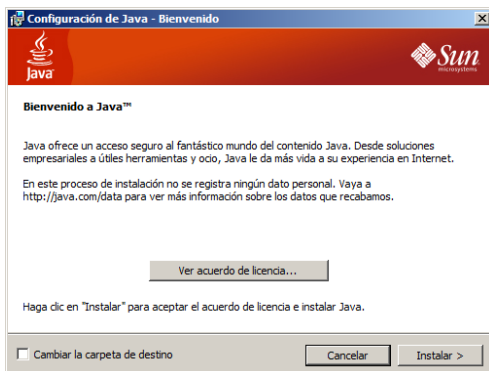 Configuración de Java - Bienvenido
Java
Sun
microsystems
Bienvenido a Java™
Java ofrece un acceso seguro al fantástico mundo del contenido Java. Desde soluciones
empresariales a útiles herramientas y ocio, Java le da más vida a su experiencia en Internet.
En este proceso de instalación no se registra ningún dato personal. Vaya a
http://java.com/data para ver más información sobre los datos que recabamos.
Ver acuerdo de licencia...
Haga clic en "Instalar" para aceptar el acuerdo de licencia e instalar Java.
Cambiar la carpeta de destino
Cancelar
Instalar >